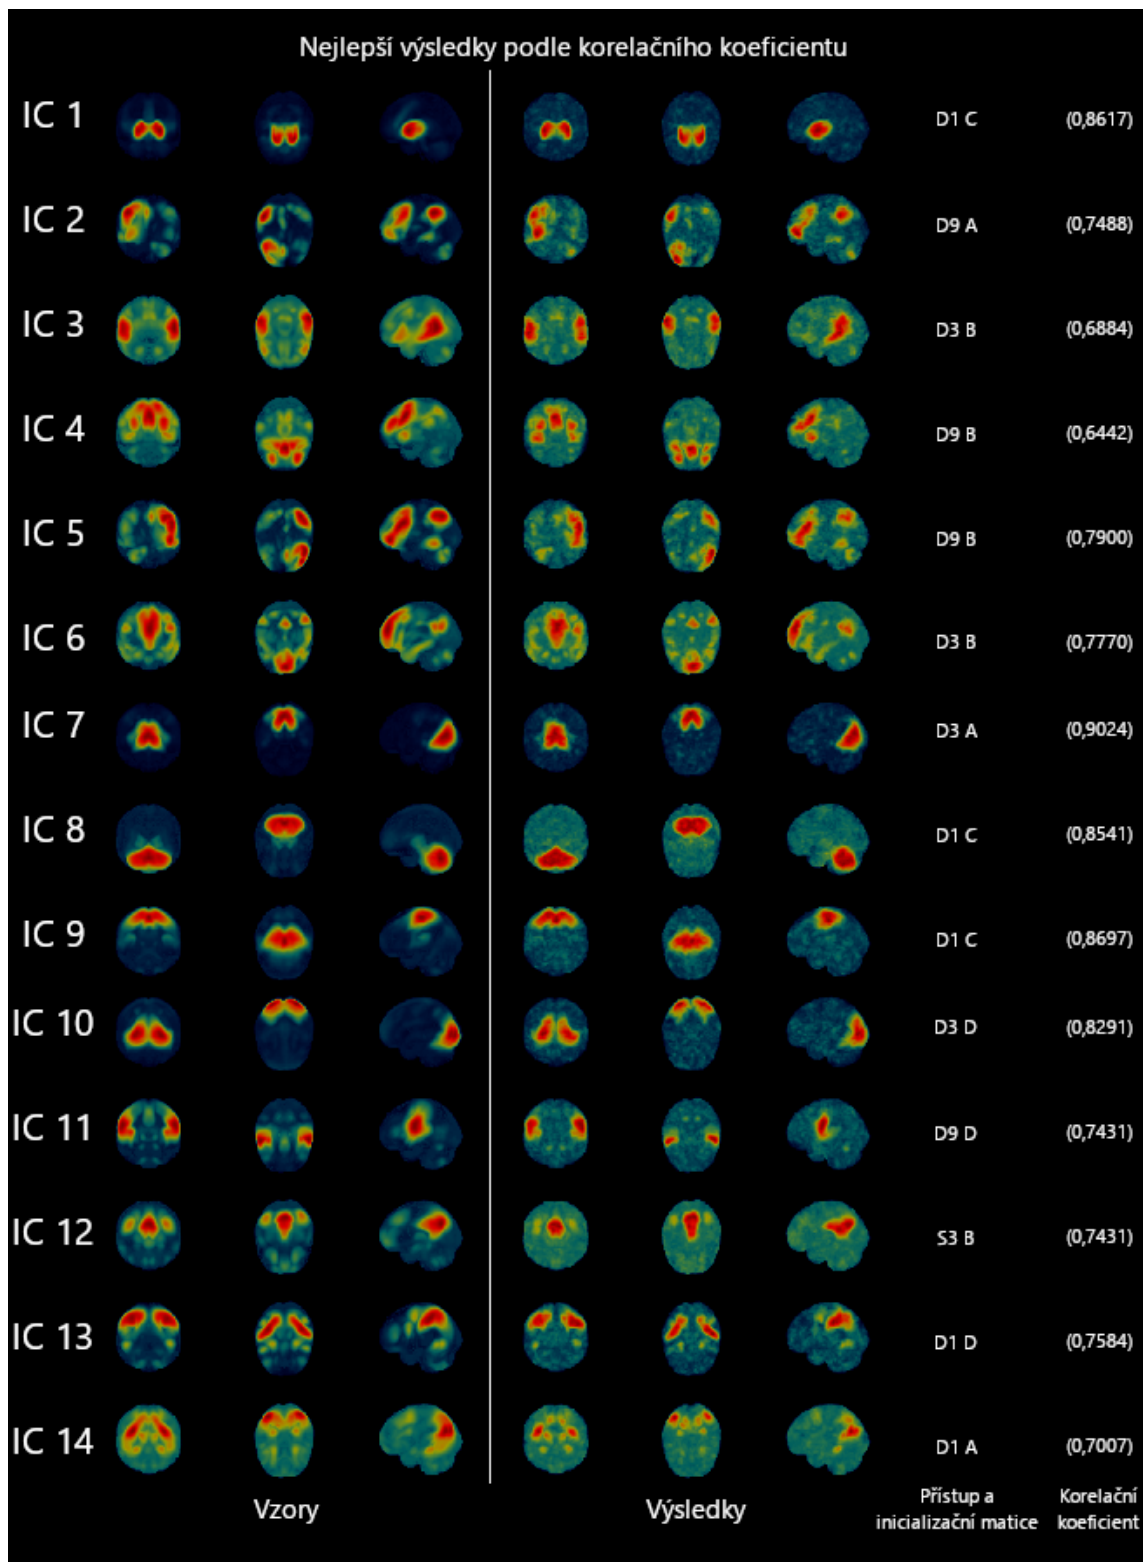 Nejlepší výsledky podle korelačního koeficientu
IC 1 D1 C (0,8617)
IC 2 D9 A (0,7488)
IC 3 D3 B (0,6884)
IC 4 D9 B (0,6442)
IC 5 D9 B (0,7900)
IC 6 D3 B (0,7770)
IC 7 D3 A (0,9024)
IC 8 D1 C (0,8541)
IC 9 D1 C (0,8697)
IC 10 D3 D (0,8291)
IC 11 D9 D (0,7431)
IC 12 S3 B (0,7431)
IC 13 D1 D (0,7584)
IC 14 D1 A (0,7007)
Vzory
Výsledky
Přístup a
inicializační matice
Korelační
koeficient